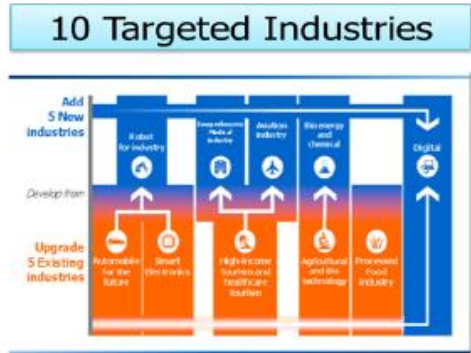 10 Targeted Industries
Add
5 New
industries
Robot
for industry
Comprehensive
Medical
Industry
Aviation
industry
Bio energy
and
chemical
Digital
Develop from
Upgrade
5 Existing
industries
Automobile
for the
future
Smart
Electronics
High-income
tourism and
healthcare
tourism
Agricultural
and Bio
technology
Processed
Food
industry